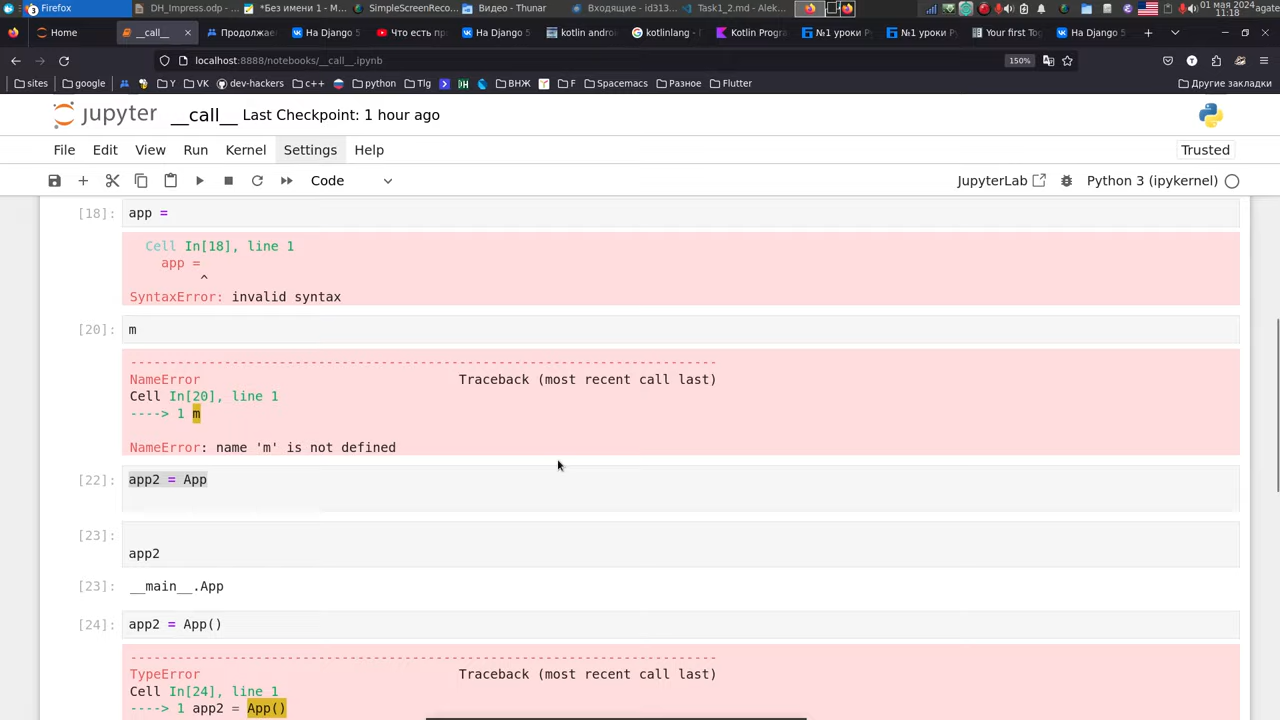 Firefox
3
DH_Impress.odp - ...
*Без имени 1 - M...
SimpleScreenReco...
Видео - Thunar
Входящие - id313...
Task1_2.md - Alek...
01 мая 2024
11:18
agate
Home
__call__
Продолжае
На Django 5
Что есть пр
На Django 5
kotlin andro
kotlinlang -
Kotlin Progra
№1 уроки P
№1 уроки P
Your first To
На Django 5
localhost:8888/notebooks/__call__.ipynb
150%
sites
google
Y
VK
dev-hackers
c++
python
Tlg
ВНЖ
F
Spacemacs
Разное
Flutter
Другие закладки
jupyter
__call__ Last Checkpoint: 1 hour ago
File Edit View Run Kernel Settings Help
Trusted
Code
JupyterLab
Python 3 (ipykernel)
[18]: app =
Cell In[18], line 1
app =
^
SyntaxError: invalid syntax
[20]: m
---------------------------------------------------------------------------
NameError Traceback (most recent call last)
Cell In[20], line 1
----> 1 m
NameError: name 'm' is not defined
[22]: app2 = App
[23]:
app2
[23]: __main__.App
[24]: app2 = App()
---------------------------------------------------------------------------
TypeError Traceback (most recent call last)
Cell In[24], line 1
----> 1 app2 = App()